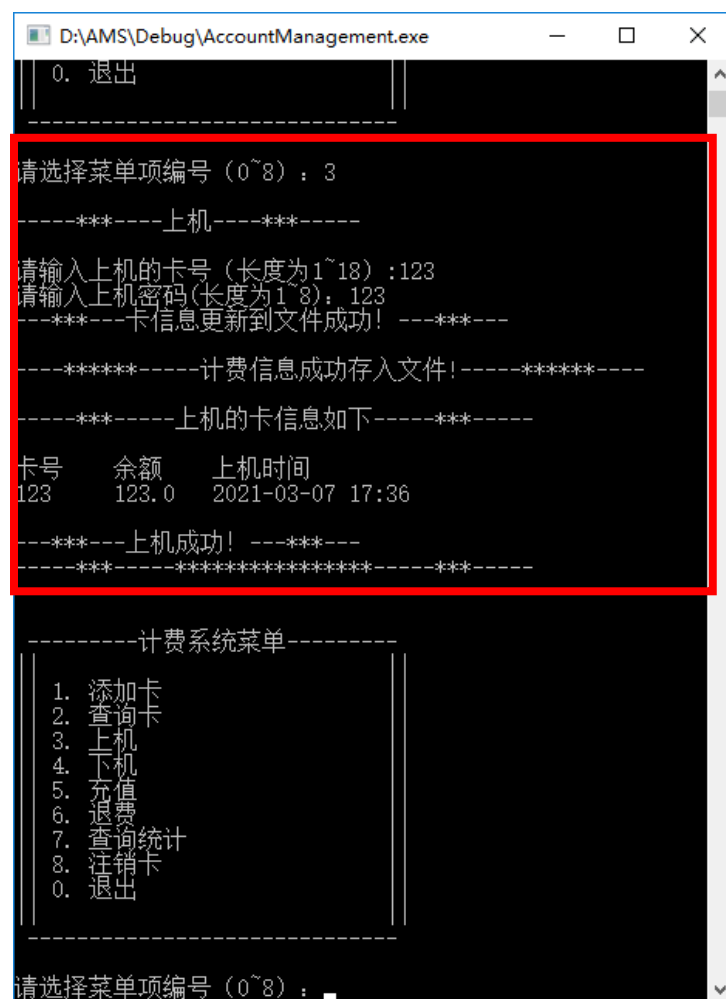 D:\AMS\Debug\AccountManagement.exe
|| 0. 退出 ||
------------------------------
请选择菜单项编号（0~8）：3
-----***----上机----***-----
请输入上机的卡号（长度为1~18）:123
请输入上机密码(长度为1~8)：123
---***---卡信息更新到文件成功！---***---
----******-----计费信息成功存入文件!-----******----
-----***-----上机的卡信息如下-----***-----
卡号 余额 上机时间
123 123.0 2021-03-07 17:36
---***---上机成功！---***---
-----***-----****************-----***-----
---------计费系统菜单---------
1. 添加卡
2. 查询卡
3. 上机
4. 下机
5. 充值
6. 退费
7. 查询统计
8. 注销卡
0. 退出
------------------------------
请选择菜单项编号（0~8）：